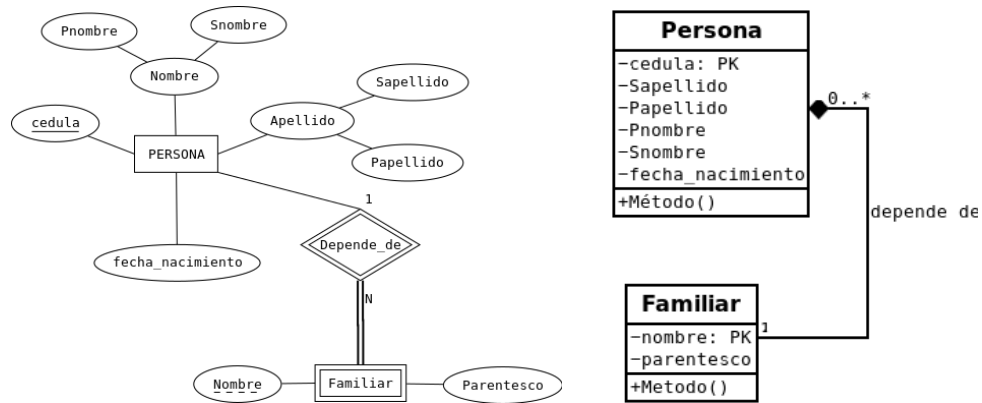 Pnombre
Snombre
Nombre
Sapellido
cedula
Apellido
PERSONA
Papellido
1
Depende_de
fecha_nacimiento
N
Nombre
Familiar
Parentesco
Persona
−cedula: PK
−Sapellido
−Papellido
−Pnombre
−Snombre
−fecha_nacimiento
+Método()
0..*
depende de
Familiar
1
−nombre: PK
−parentesco
+Metodo()